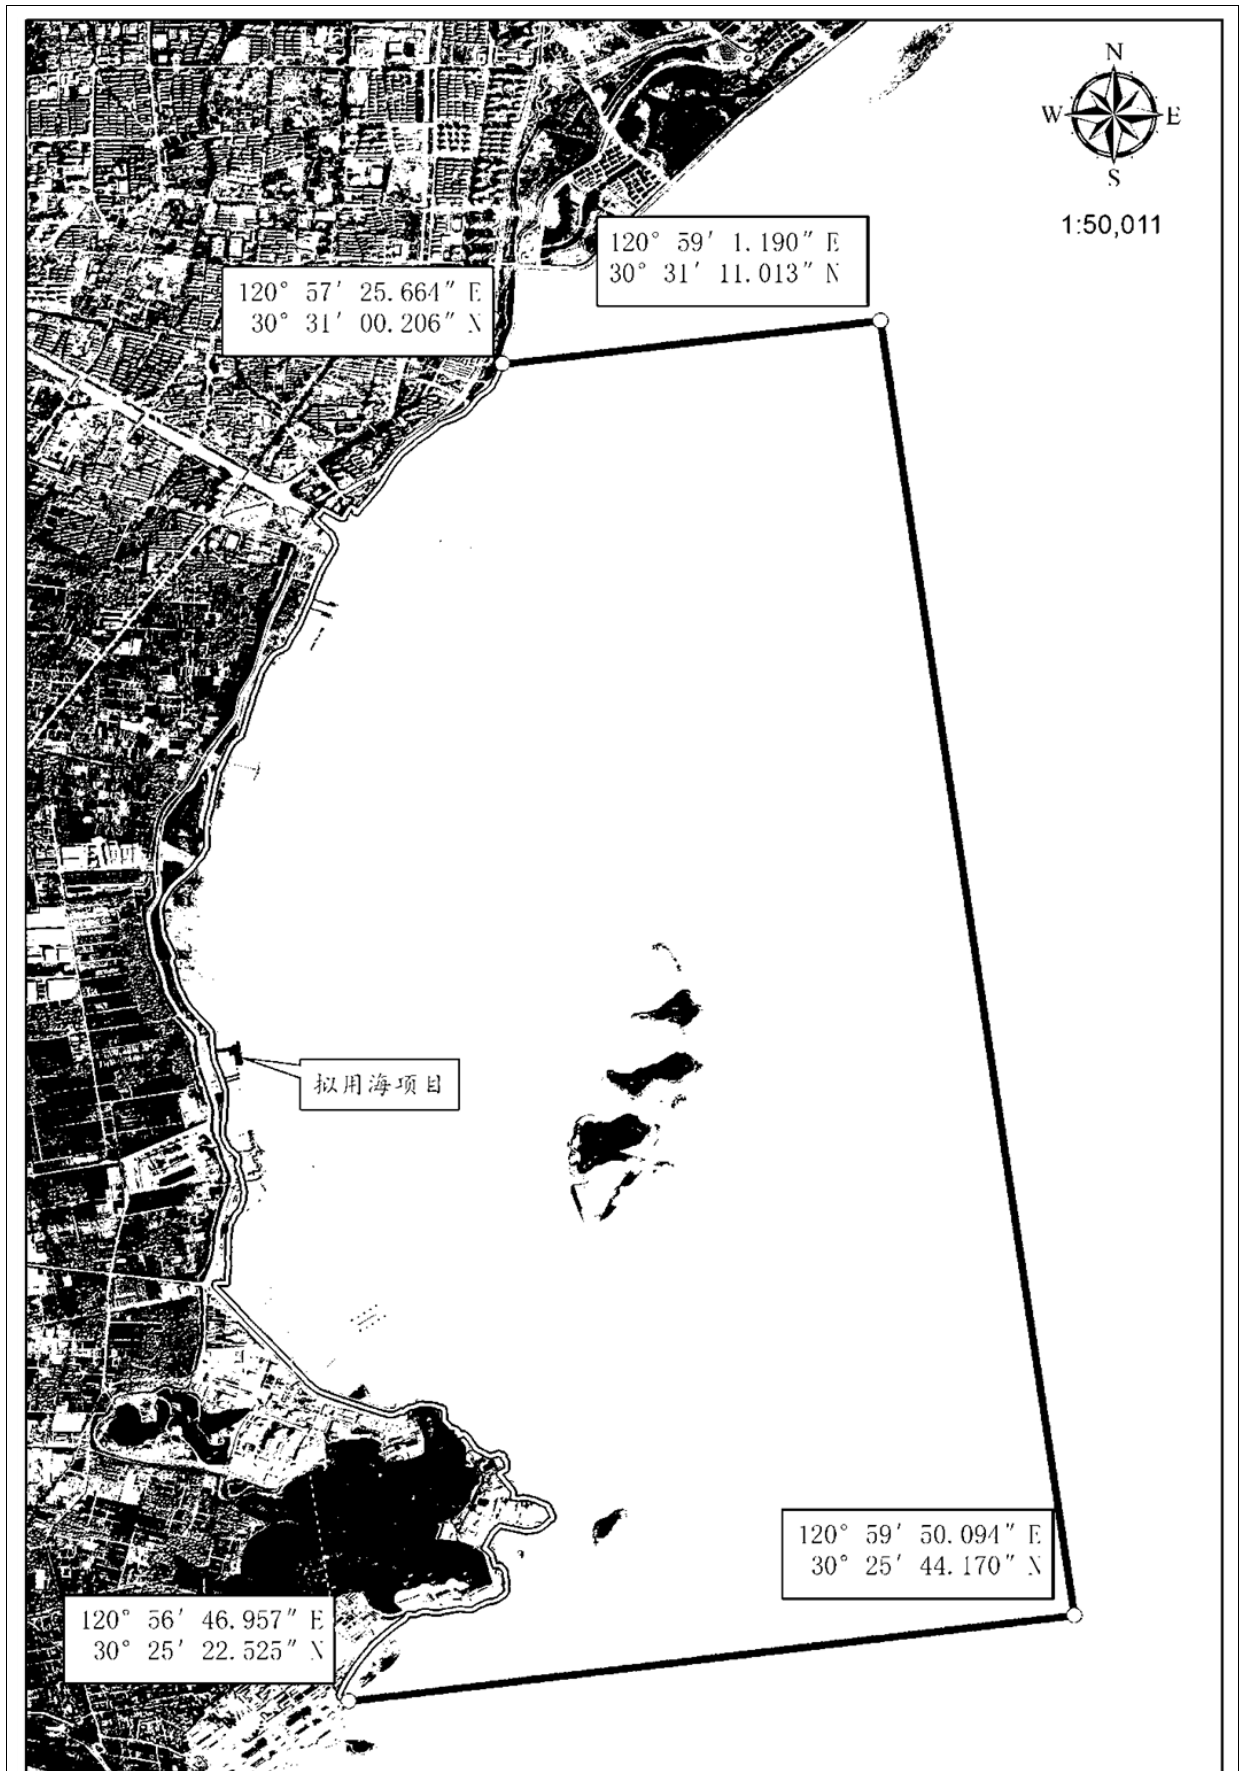 N
W
E
S
1:50,011
120° 59′ 1.190″ E
30° 31′ 11.013″ N
120° 57′ 25.664″ E
30° 31′ 00.206″ N
拟用海项目
120° 59′ 50.094″ E
30° 25′ 44.170″ N
120° 56′ 46.957″ E
30° 25′ 22.525″ N